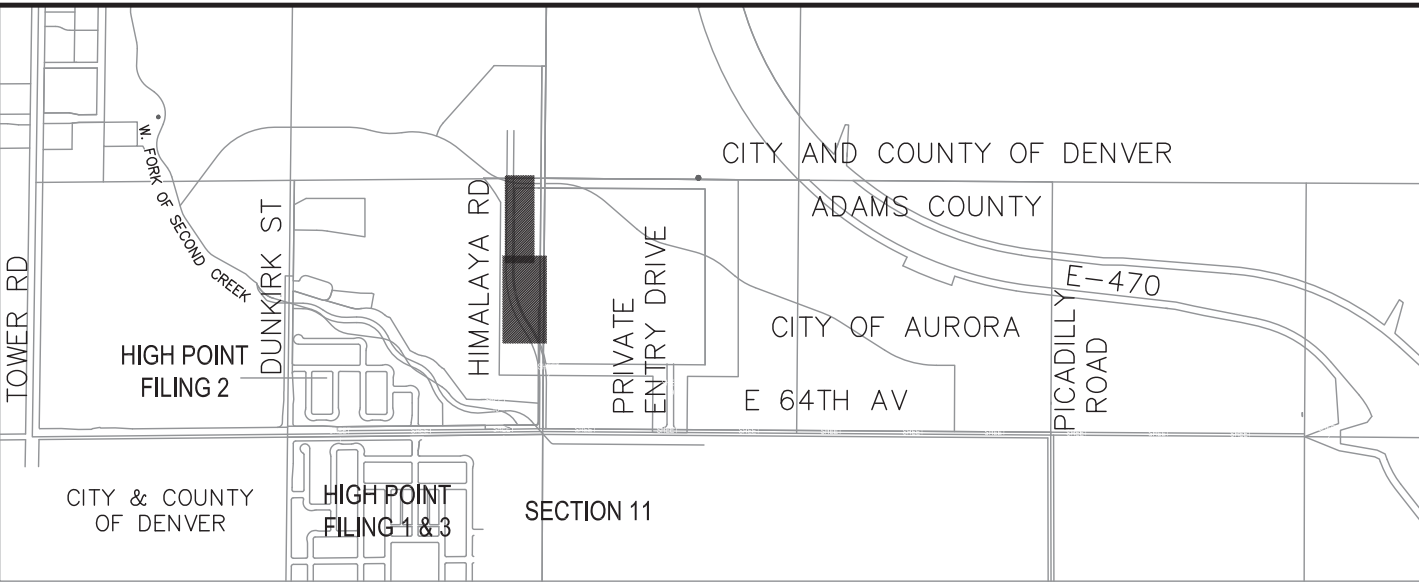 CITY AND COUNTY OF DENVER
ADAMS COUNTY
W. FORK OF SECOND CREEK
TOWER RD
DUNKIRK ST
HIMALAYA RD
PRIVATE
ENTRY DRIVE
E-470
CITY OF AURORA
PICADILLY
ROAD
HIGH POINT
FILING 2
E 64TH AV
CITY & COUNTY
OF DENVER
HIGH POINT
FILING 1 & 3
SECTION 11